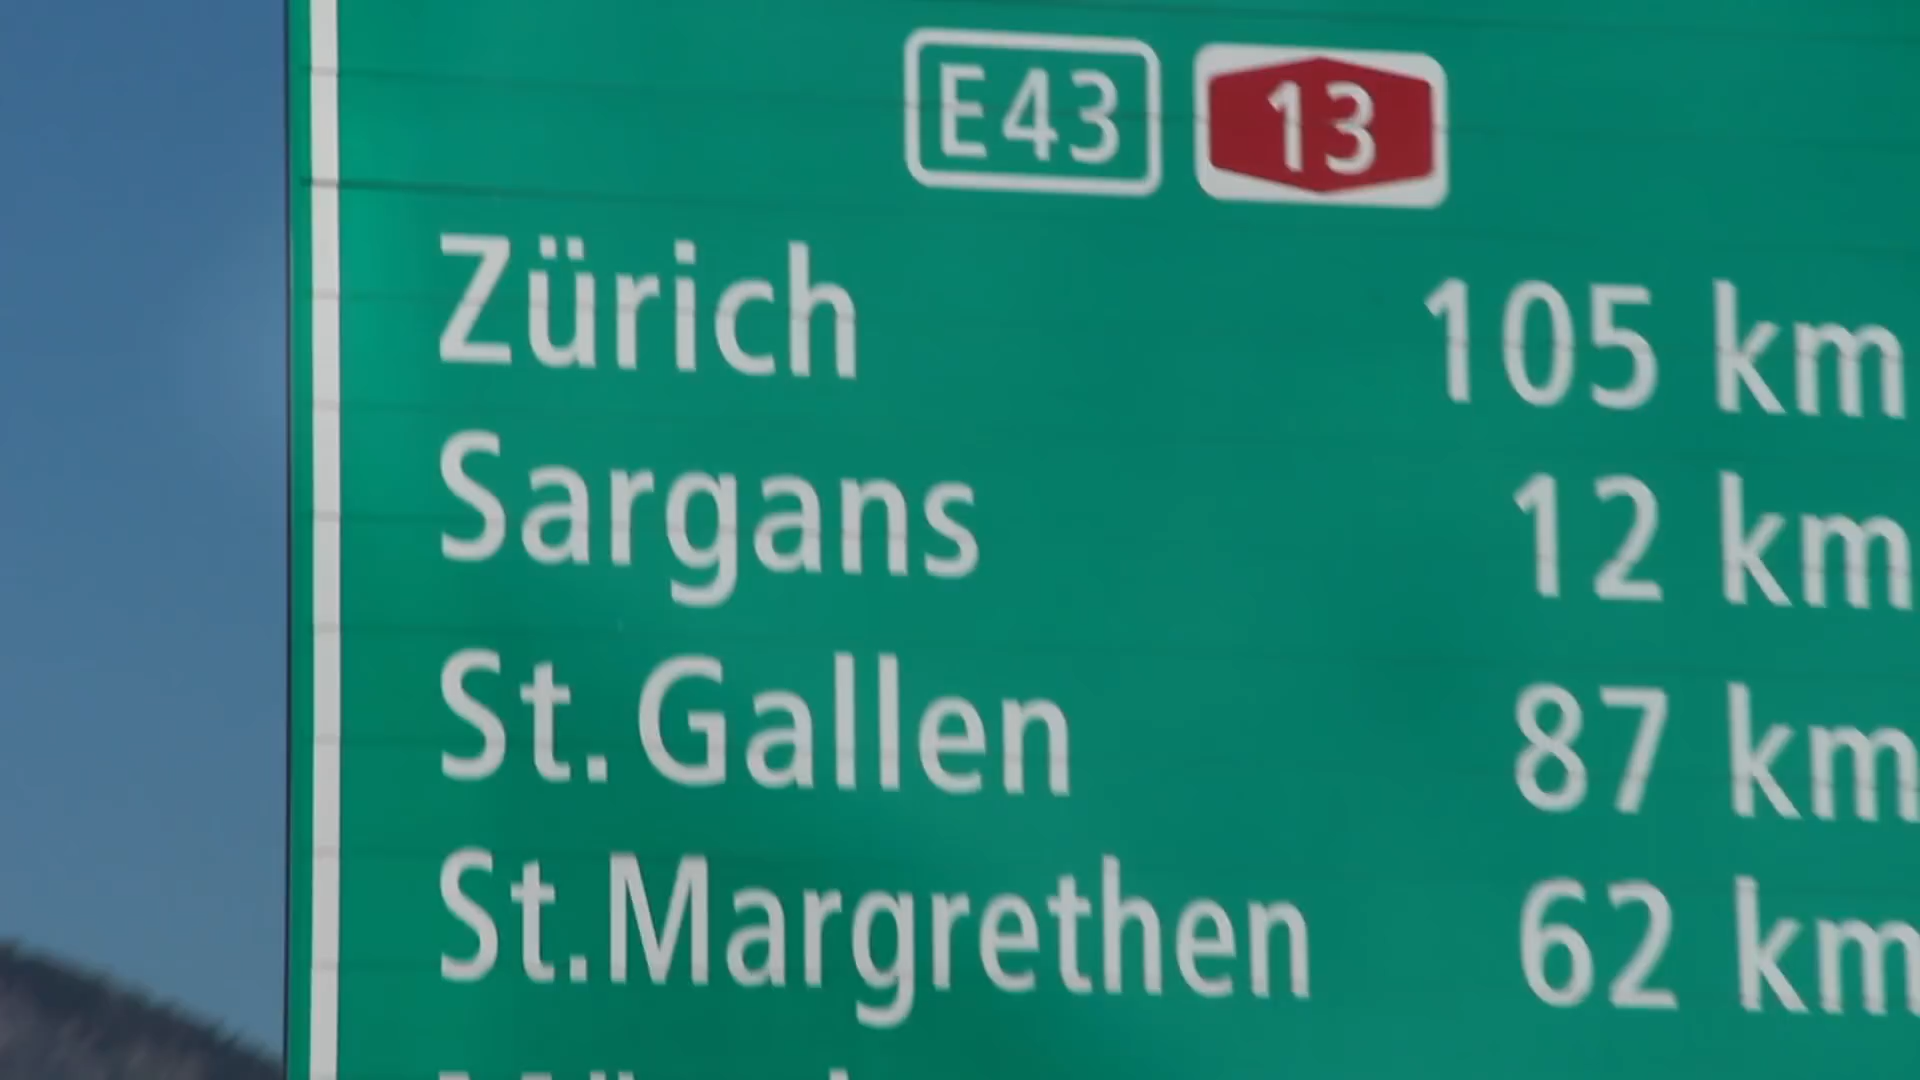 E43 13
Zürich 105 km
Sargans 12 km
St. Gallen 87 km
St. Margrethen 62 km